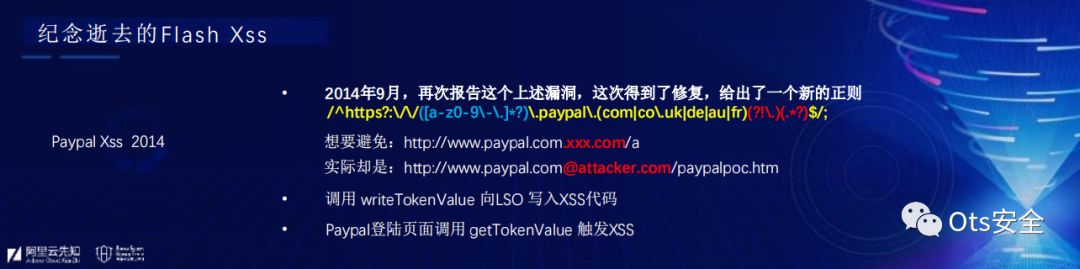 纪念逝去的Flash Xss
Paypal Xss 2014
• 2014年9月，再次报告这个上述漏洞，这次得到了修复，给出了一个新的正则
/^https?:\/\/([a-z0-9\-\.]*?)\.paypal\.(com|co\.uk|de|au|fr)(?!\.)(.*?)$/;
想要避免：http://www.paypal.com.xxx.com/a
实际却是：http://www.paypal.com@attacker.com/paypalpoc.htm
• 调用 writeTokenValue 向LSO 写入XSS代码
• Paypal登陆页面调用 getTokenValue 触发XSS
阿里云先知
Ots安全